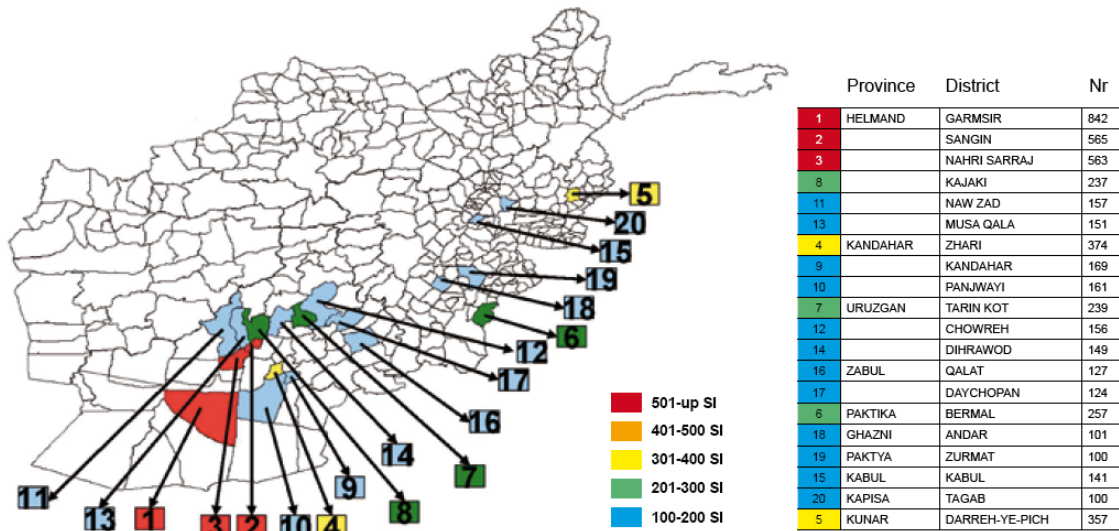 5
20
15
19
18
6
12
17
16
14
7
9
8
11
13
1
3
2
10
4
501-up SI
401-500 SI
301-400 SI
201-300 SI
100-200 SI
Province District Nr
1 HELMAND GARMSIR 842
2 SANGIN 565
3 NAHRI SARRAJ 563
8 KAJAKI 237
11 NAW ZAD 157
13 MUSA QALA 151
4 KANDAHAR ZHARI 374
9 KANDAHAR 169
10 PANJWAYI 161
7 URUZGAN TARIN KOT 239
12 CHOWREH 156
14 DIHRAWOD 149
16 ZABUL QALAT 127
17 DAYCHOPAN 124
6 PAKTIKA BERMAL 257
18 GHAZNI ANDAR 101
19 PAKTYA ZURMAT 100
15 KABUL KABUL 141
20 KAPISA TAGAB 100
5 KUNAR DARREH-YE-PICH 357